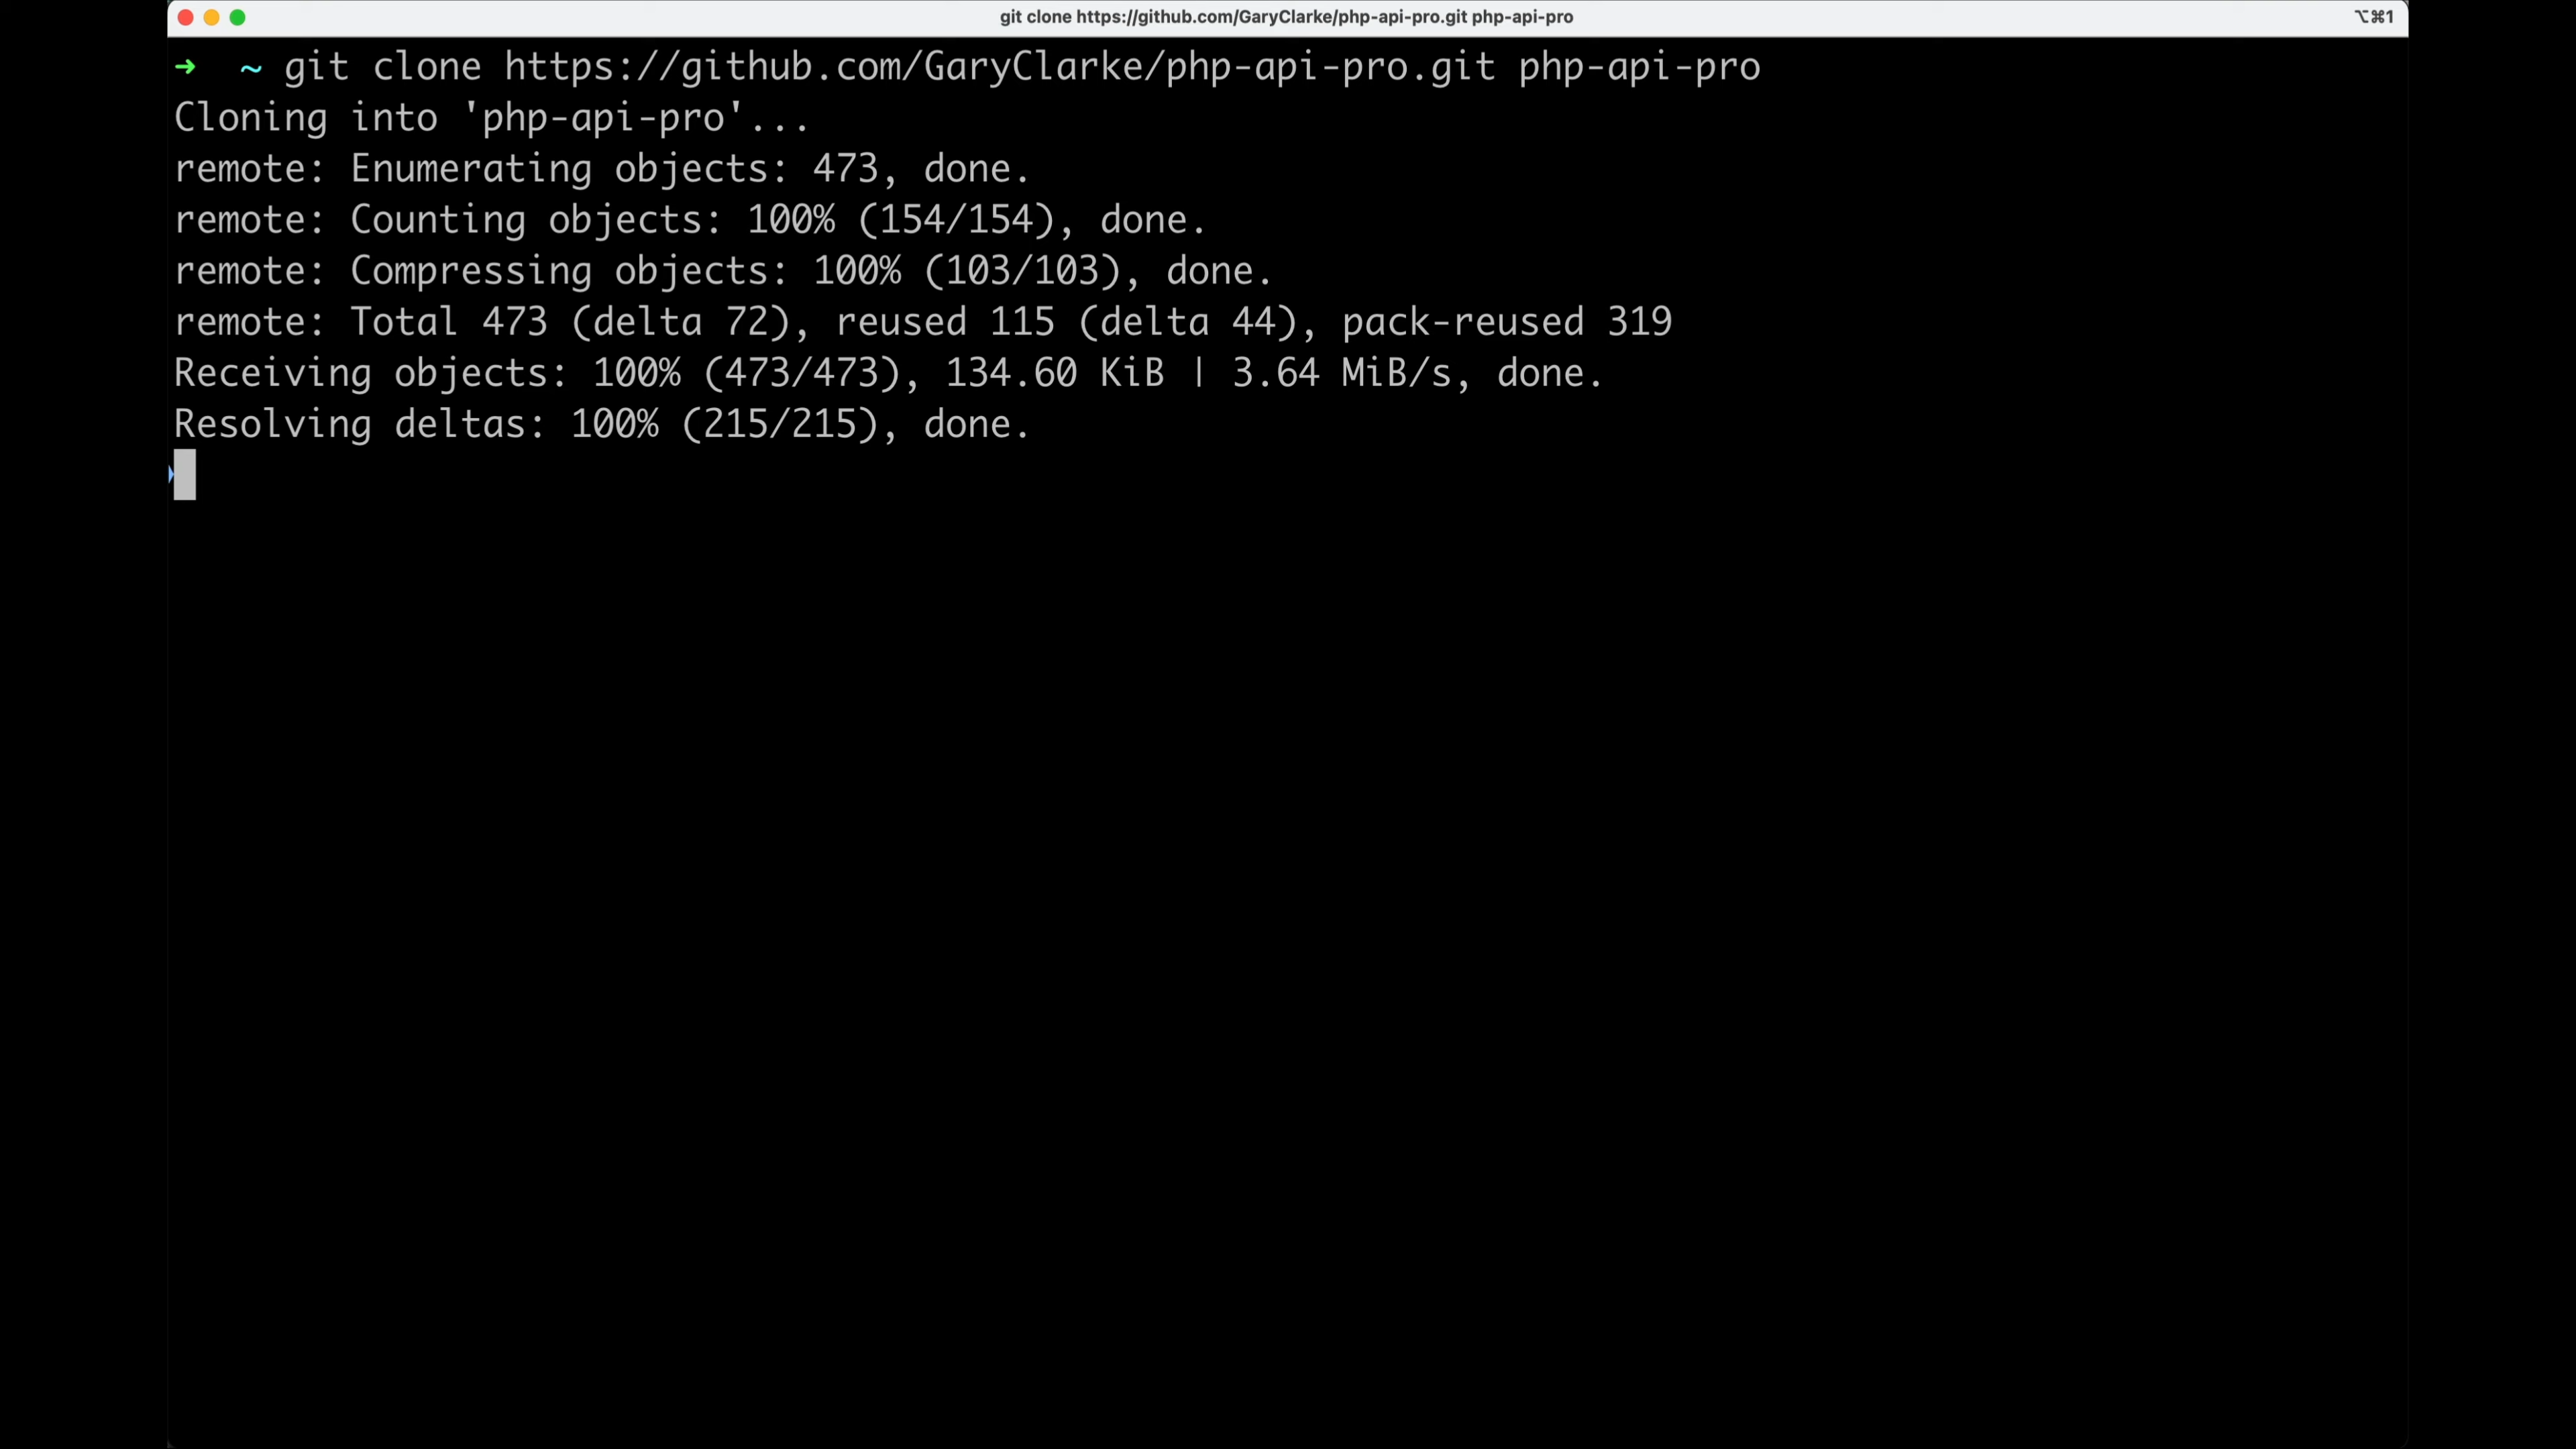 git clone https://github.com/GaryClarke/php-api-pro.git php-api-pro
⌥⌘1
➜  ~ git clone https://github.com/GaryClarke/php-api-pro.git php-api-pro
Cloning into 'php-api-pro'...
remote: Enumerating objects: 473, done.
remote: Counting objects: 100% (154/154), done.
remote: Compressing objects: 100% (103/103), done.
remote: Total 473 (delta 72), reused 115 (delta 44), pack-reused 319
Receiving objects: 100% (473/473), 134.60 KiB | 3.64 MiB/s, done.
Resolving deltas: 100% (215/215), done.